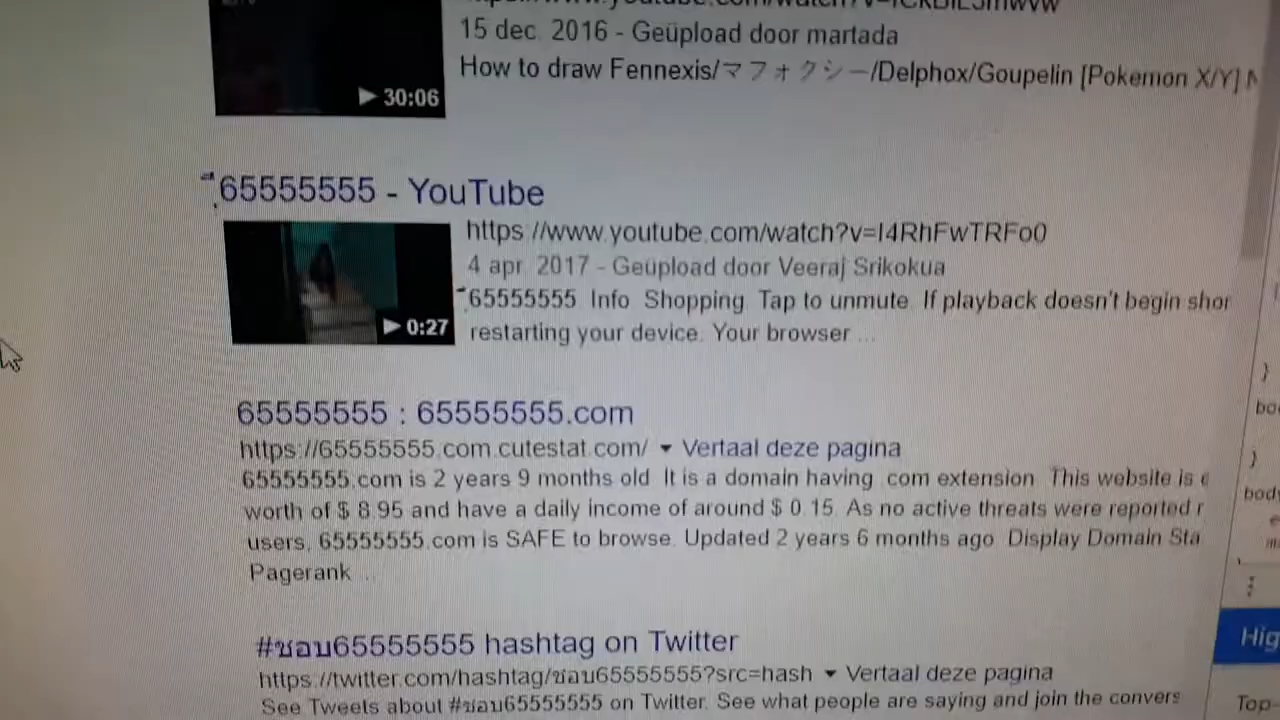 15 dec. 2016 - Geüpload door martada
30:06
How to draw Fennexis/マフォクシー/Delphox/Goupelin [Pokemon X/Y]
65555555 - YouTube
https://www.youtube.com/watch?v=I4RhFwTRFo0
4 apr. 2017 - Geüpload door Veeraj Srikokua
65555555. Info. Shopping. Tap to unmute. If playback doesn't begin shor
0:27
restarting your device. Your browser ...
65555555 : 65555555.com
https://65555555.com.cutestat.com/ ▼ Vertaal deze pagina
65555555.com is 2 years 9 months old. It is a domain having .com extension. This website is
worth of $ 8.95 and have a daily income of around $ 0.15. As no active threats were reported
users, 65555555.com is SAFE to browse. Updated 2 years 6 months ago. Display Domain Sta
Pagerank ...
#ชอบ65555555 hashtag on Twitter
https://twitter.com/hashtag/ชอบ65555555?src=hash ▼ Vertaal deze pagina
See Tweets about #ชอบ65555555 on Twitter. See what people are saying and join the convers
}
}
Hig
Top-